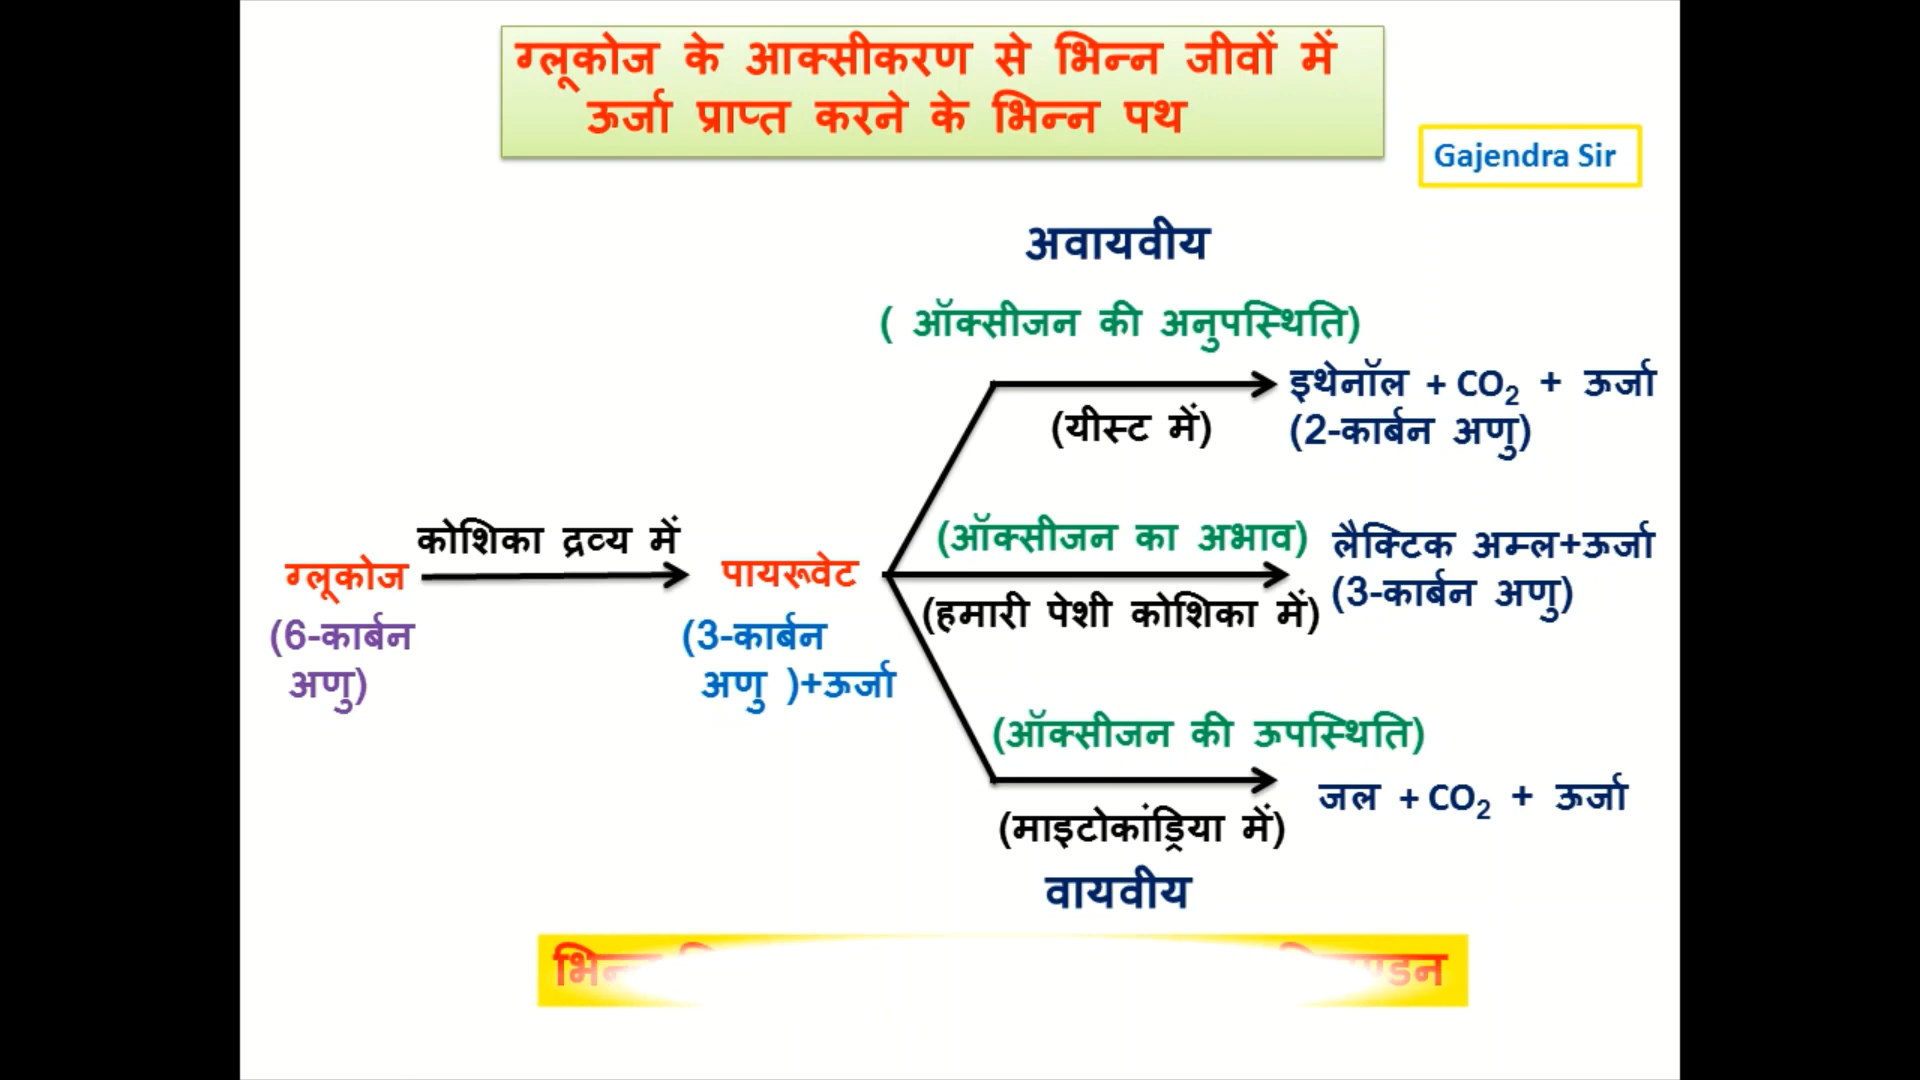 ग्लूकोज के आक्सीकरण से भिन्न जीवों में
ऊर्जा प्राप्त करने के भिन्न पथ
Gajendra Sir
अवायवीय
( ऑक्सीजन की अनुपस्थिति)
इथेनॉल + CO₂ + ऊर्जा
(यीस्ट में)
(2-कार्बन अणु)
(ऑक्सीजन का अभाव)
लैक्टिक अम्ल+ऊर्जा
(3-कार्बन अणु)
(हमारी पेशी कोशिका में)
कोशिका द्रव्य में
ग्लूकोज
पायरूवेट
(6-कार्बन
अणु)
(3-कार्बन
अणु )+ऊर्जा
(ऑक्सीजन की ऊपस्थिति)
जल + CO₂ + ऊर्जा
(माइटोकांड्रिया में)
वायवीय